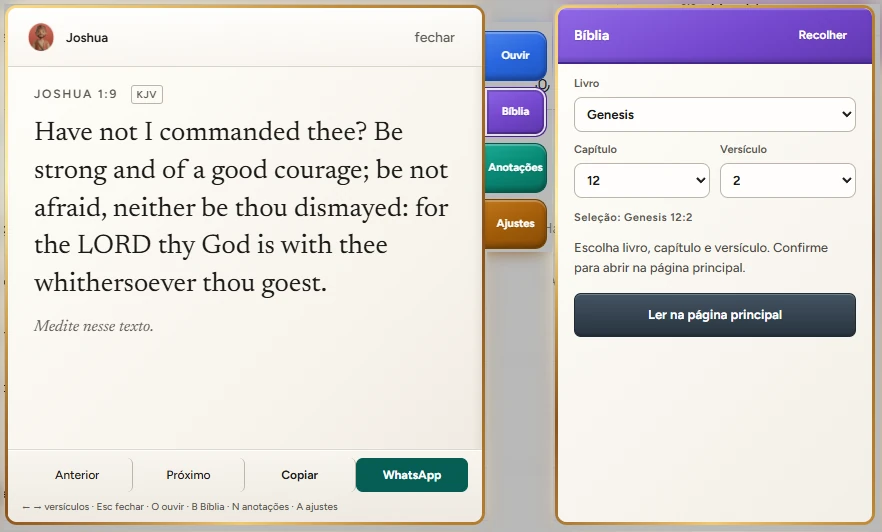 Joshua
fechar
JOSHUA 1:9 KJV
Have not I commanded thee? Be
strong and of a good courage; be not
afraid, neither be thou dismayed: for
the LORD thy God is with thee
whithersoever thou goest.
Medite nesse texto.
Anterior
Próximo
Copiar
WhatsApp
← → versículos · Esc fechar · O ouvir · B Bíblia · N anotações · A ajustes
Ouvir
Bíblia
Anotações
Ajustes
Bíblia
Recolher
Livro
Genesis
Capítulo
Versículo
12
2
Seleção: Genesis 12:2
Escolha livro, capítulo e versículo. Confirme
para abrir na página principal.
Ler na página principal